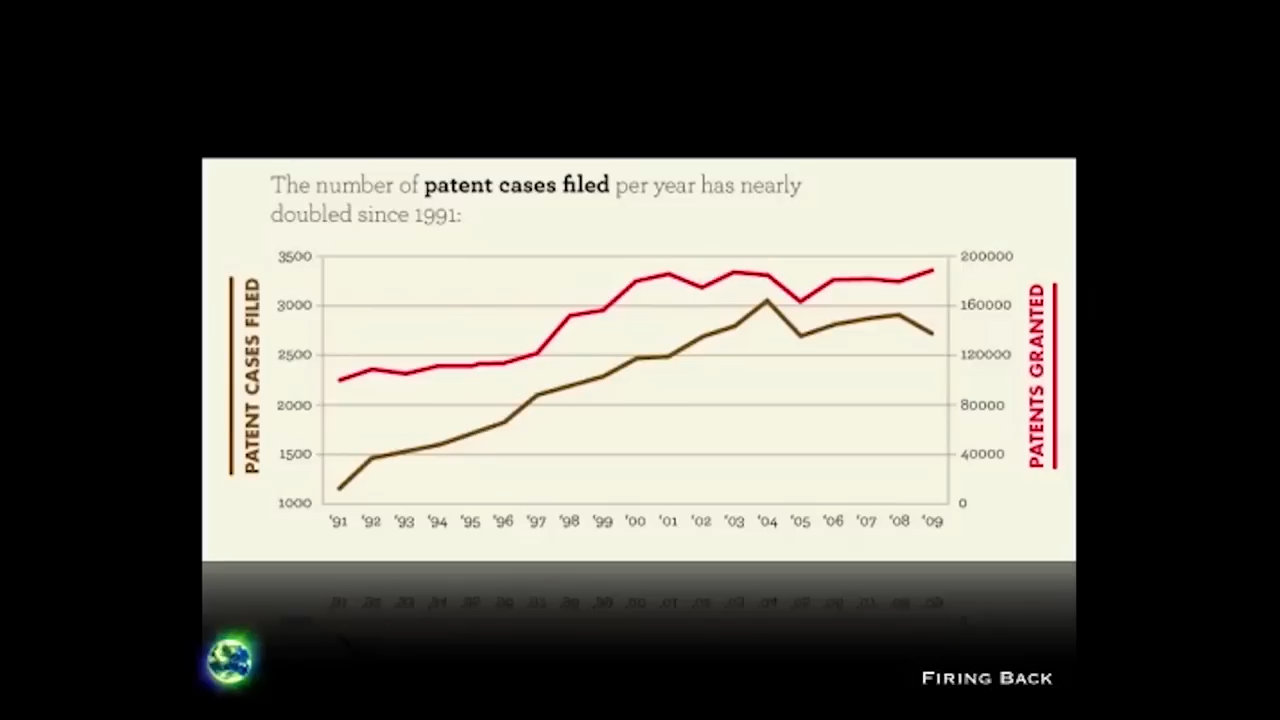 The number of patent cases filed per year has nearly
doubled since 1991:
PATENT CASES FILED
3500
3000
2500
2000
1500
1000
200000
160000
120000
80000
40000
0
PATENTS GRANTED
'91 '92 '93 '94 '95 '96 '97 '98 '99 '00 '01 '02 '03 '04 '05 '06 '07 '08 '09
FIRING BACK